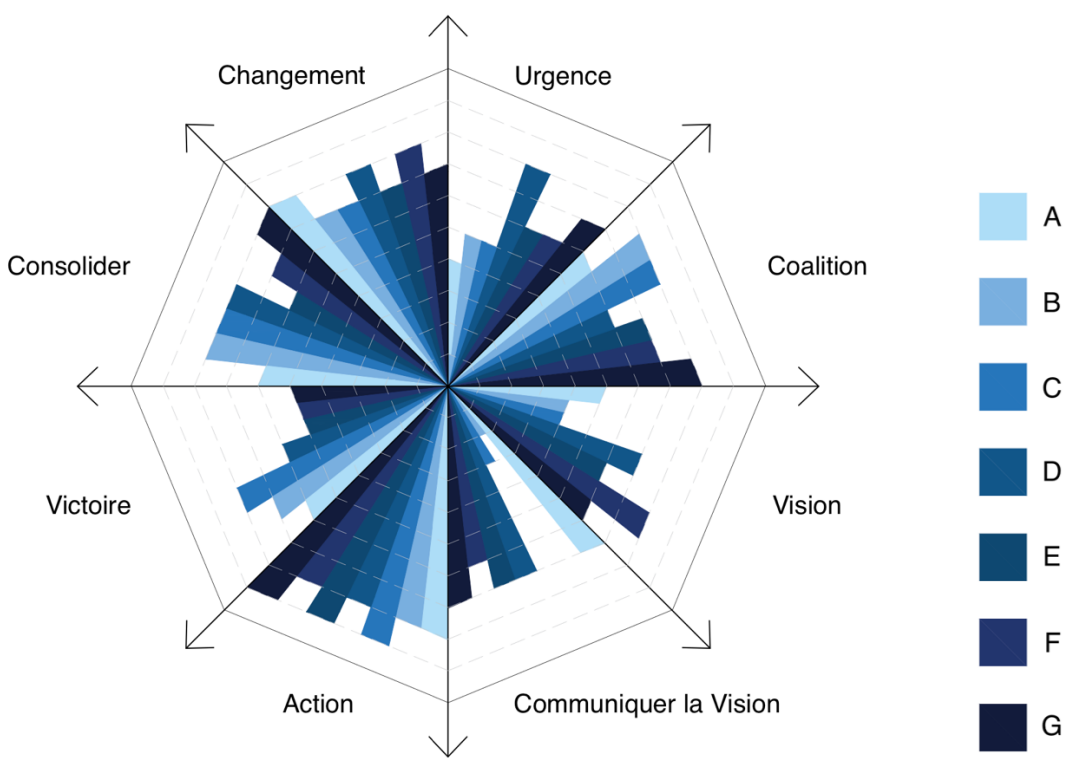 Changement
Urgence
Consolider
Coalition
Victoire
Vision
Action
Communiquer la Vision
A
B
C
D
E
F
G